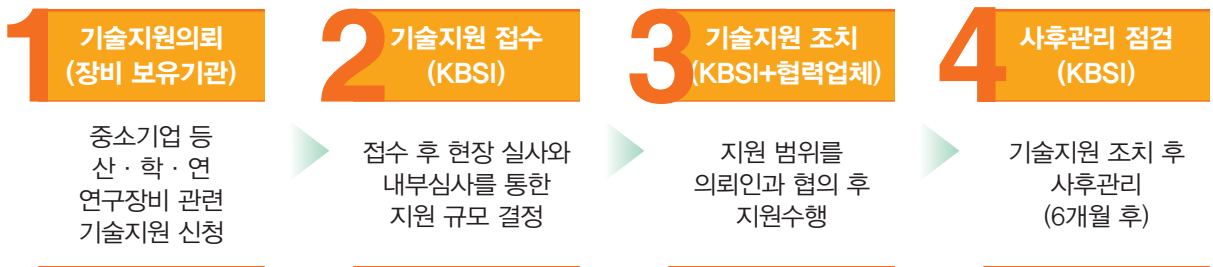 1
기술지원의뢰
(장비 보유기관)
중소기업 등
산 · 학 · 연
연구장비 관련
기술지원 신청
2
기술지원 접수
(KBSI)
접수 후 현장 실사와
내부심사를 통한
지원 규모 결정
3
기술지원 조치
(KBSI+협력업체)
지원 범위를
의뢰인과 협의 후
지원수행
4
사후관리 점검
(KBSI)
기술지원 조치 후
사후관리
(6개월 후)